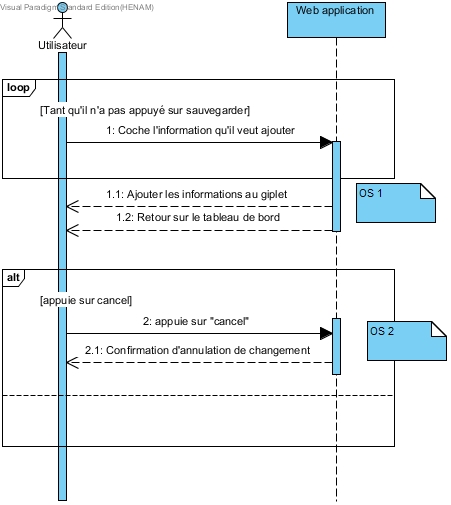 Visual Paradigm Standard Edition(HENAM)
Utilisateur
Web application
loop
[Tant qu'il n'a pas appuyé sur sauvegarder]
1: Coche l'information qu'il veut ajouter
1.1: Ajouter les informations au giplet
OS 1
1.2: Retour sur le tableau de bord
alt
[appuie sur cancel]
2: appuie sur "cancel"
OS 2
2.1: Confirmation d'annulation de changement